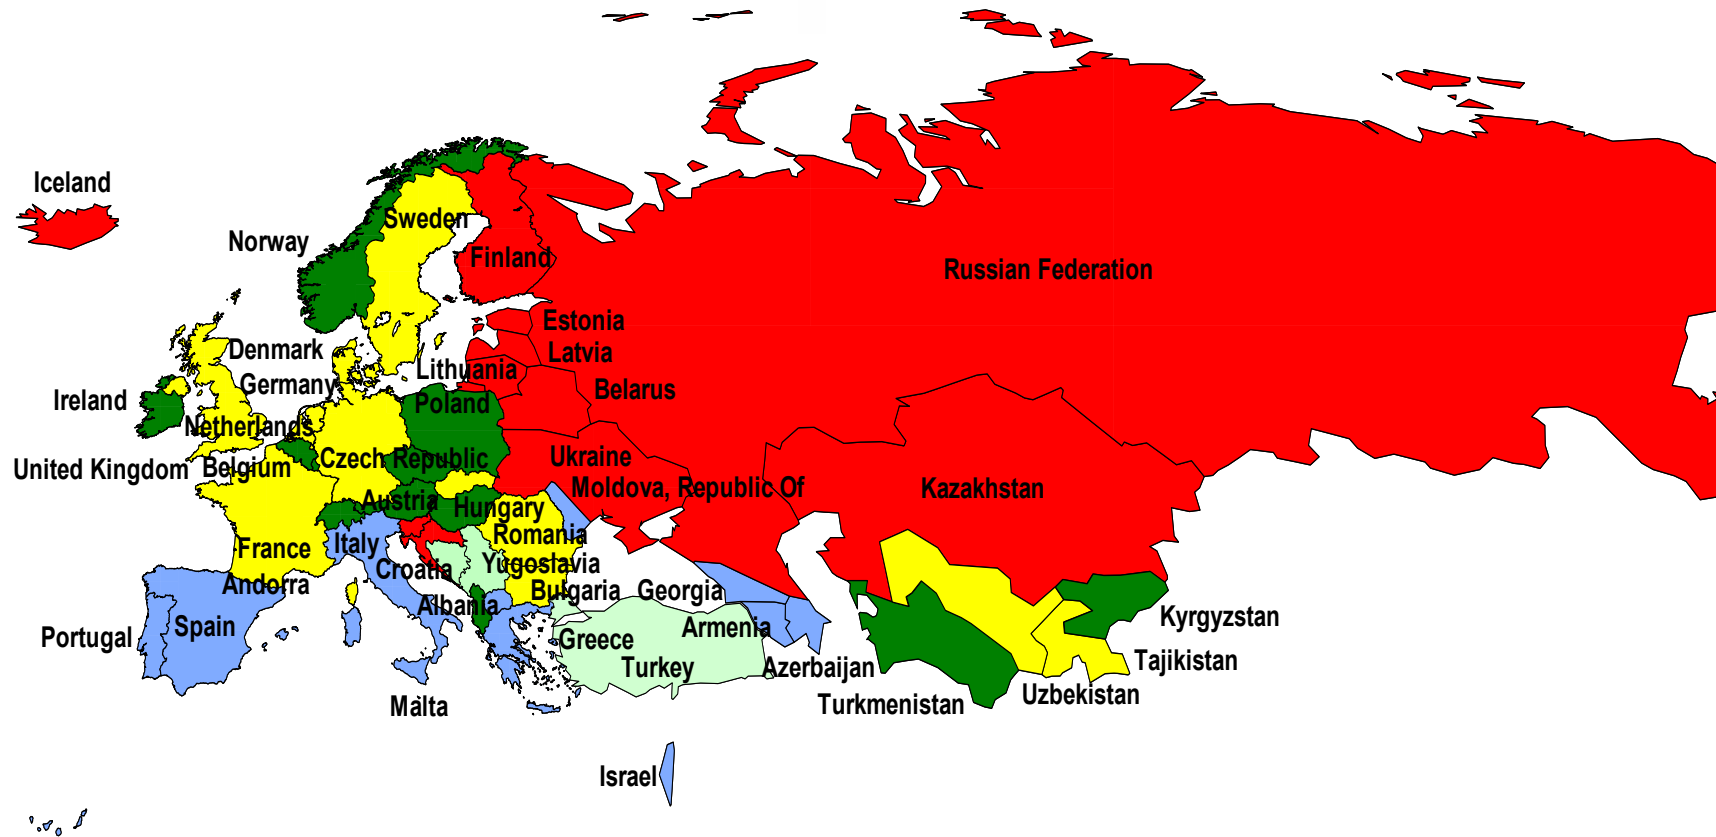 Iceland
Sweden
Norway
Finland
Russian Federation
Estonia
Denmark
Latvia
Lithuania
Germany
Belarus
Ireland
Poland
Netherlands
United Kingdom
Belgium
Czech Republic
Ukraine
Moldova, Republic Of
Kazakhstan
Austria
Hungary
Romania
France
Italy
Yugoslavia
Croatia
Andorra
Bulgaria
Georgia
Albania
Kyrgyzstan
Portugal
Spain
Armenia
Greece
Turkey
Azerbaijan
Tajikistan
Uzbekistan
Turkmenistan
Malta
Israel